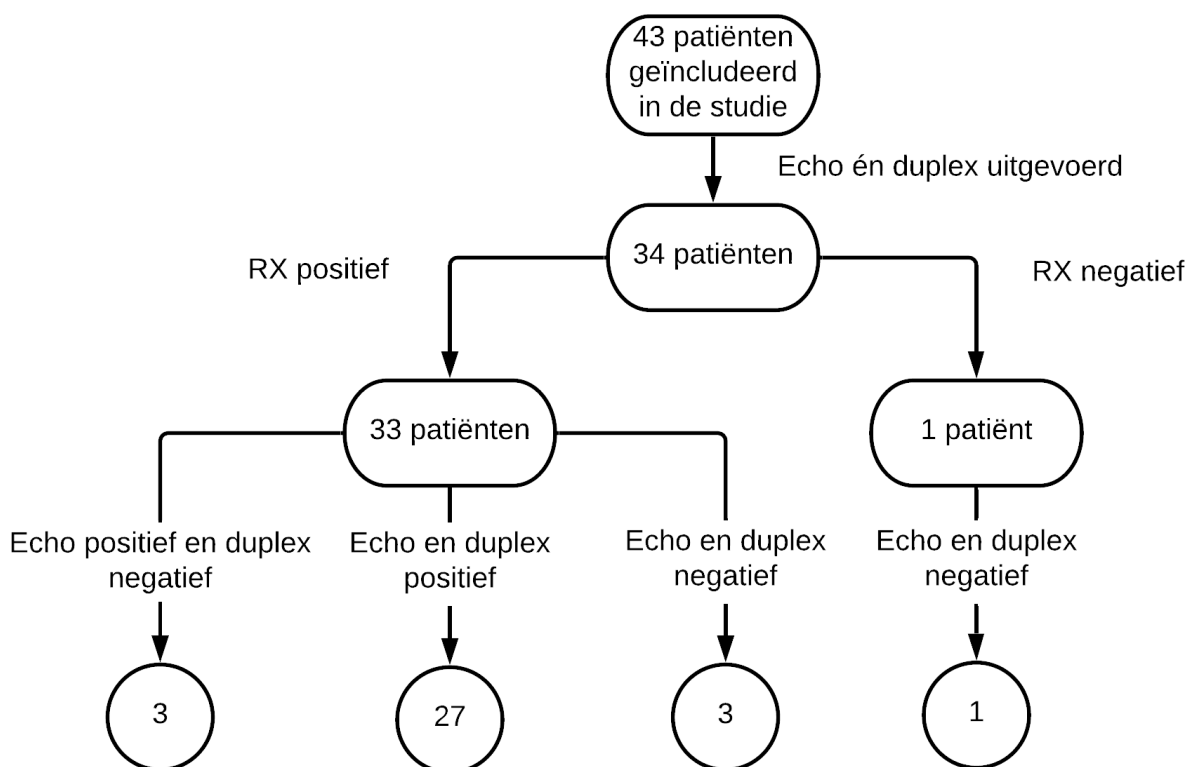 43 patiënten
geïncludeerd
in de studie
Echo én duplex uitgevoerd
34 patiënten
RX positief
RX negatief
33 patiënten
1 patiënt
Echo positief en duplex
negatief
Echo en duplex
positief
Echo en duplex
negatief
Echo en duplex
negatief
3
27
3
1